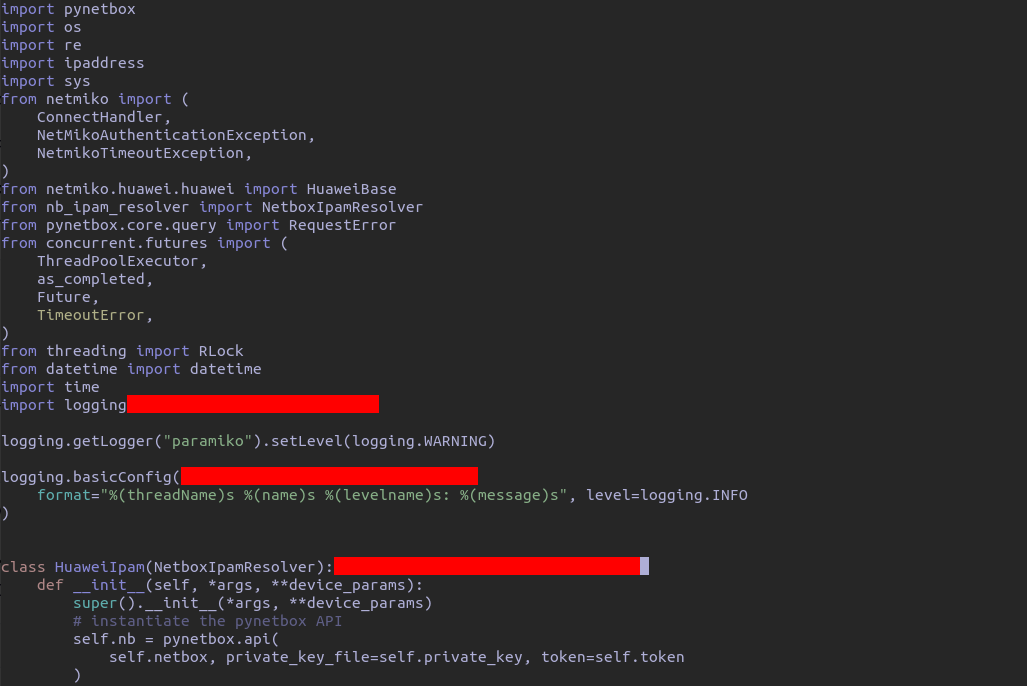 import pynetbox
import os
import re
import ipaddress
import sys
from netmiko import (
    ConnectHandler,
    NetMikoAuthenticationException,
    NetmikoTimeoutException,
)
from netmiko.huawei.huawei import HuaweiBase
from nb_ipam_resolver import NetboxIpamResolver
from pynetbox.core.query import RequestError
from concurrent.futures import (
    ThreadPoolExecutor,
    as_completed,
    Future,
    TimeoutError,
)
from threading import RLock
from datetime import datetime
import time
import logging

logging.getLogger("paramiko").setLevel(logging.WARNING)

logging.basicConfig(
    format="%(threadName)s %(name)s %(levelname)s: %(message)s", level=logging.INFO
)


class HuaweiIpam(NetboxIpamResolver):
    def __init__(self, *args, **device_params):
        super().__init__(*args, **device_params)
        # instantiate the pynetbox API
        self.nb = pynetbox.api(
            self.netbox, private_key_file=self.private_key, token=self.token
        )